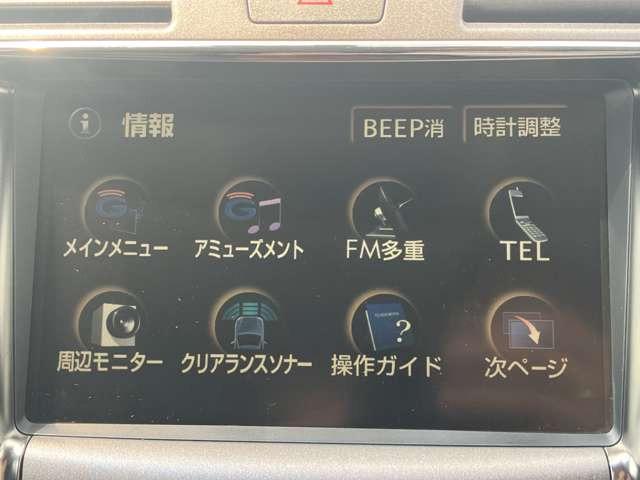 i 情報 BEEP消 時計調整
G G
メインメニュー アミューズメント FM多重 TEL
?
周辺モニター クリアランスソナー 操作ガイド 次ページ